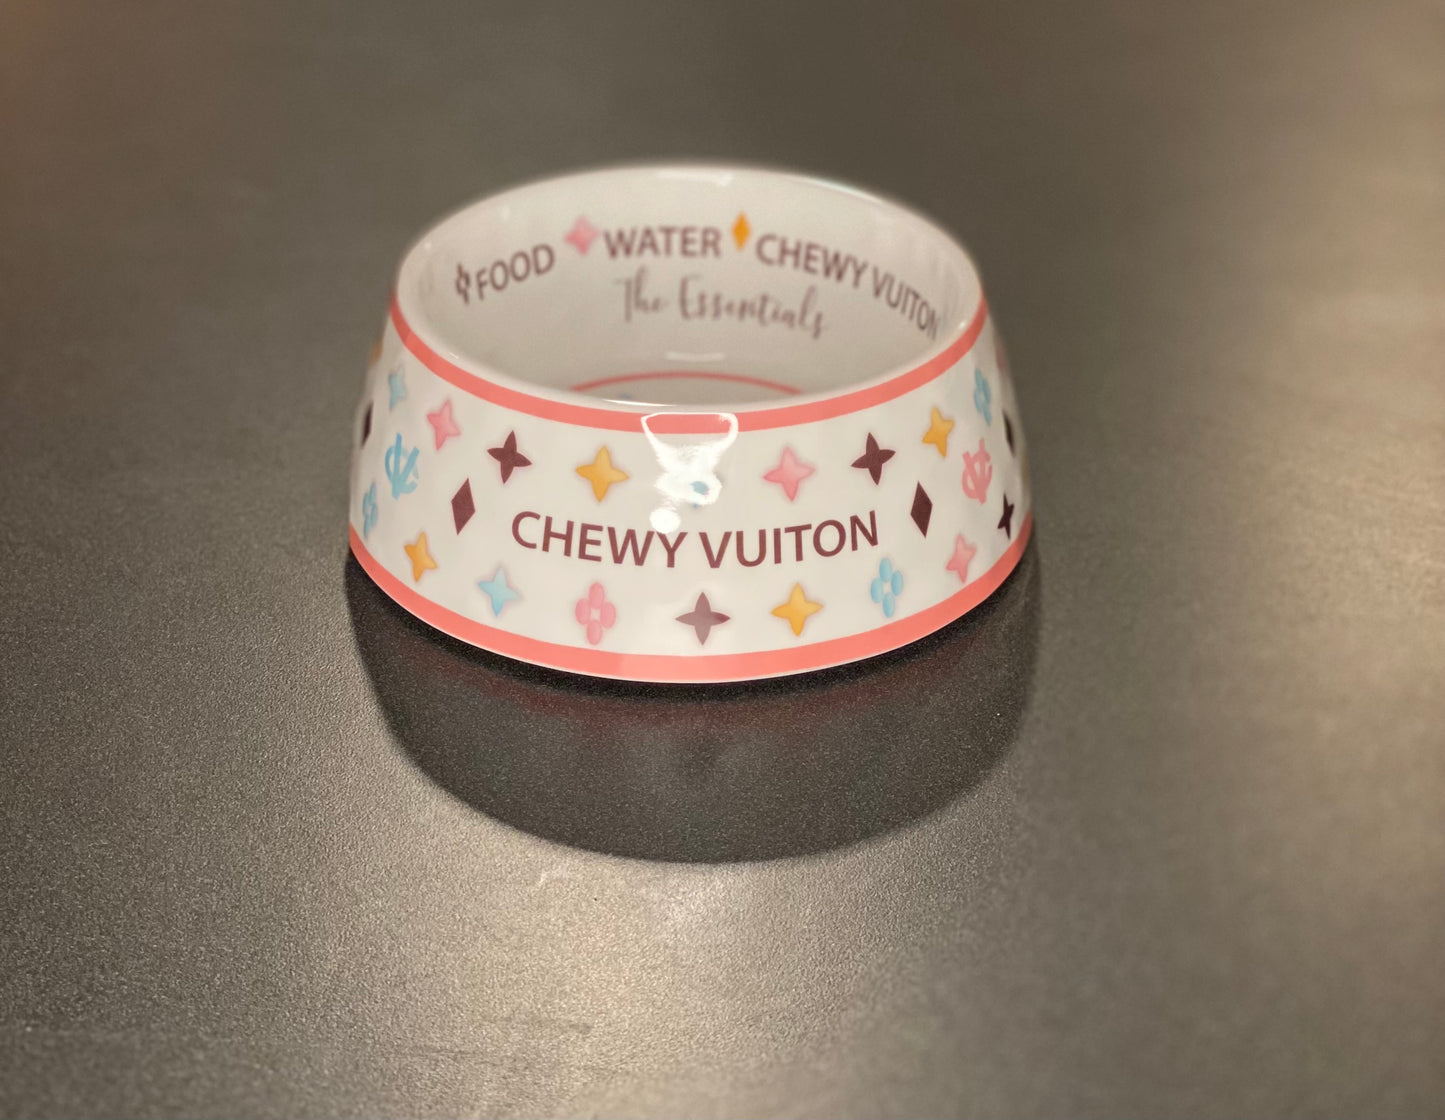 FOOD WATER CHEWY VUITON
The Essentials
CHEWY VUITON